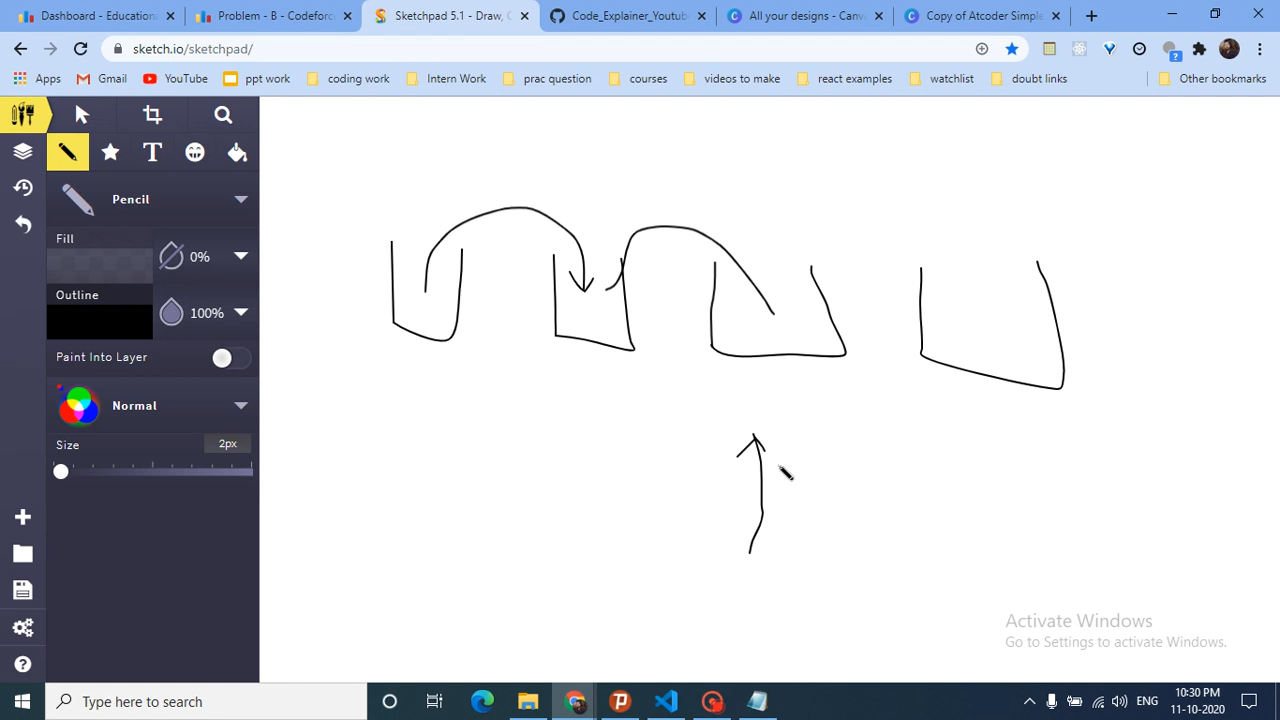 Dashboard - Educationa
Problem - B - Codeforce
Sketchpad 5.1 - Draw, C
Code_Explainer_Youtub
All your designs - Canva
Copy of Atcoder Simple
sketch.io/sketchpad/
Apps
Gmail
YouTube
ppt work
coding work
Intern Work
prac question
courses
videos to make
react examples
watchlist
doubt links
Other bookmarks
T
Pencil
Fill
0%
Outline
100%
Paint Into Layer
Normal
Size
2px
Activate Windows
Go to Settings to activate Windows.
Type here to search
ENG
10:30 PM
11-10-2020